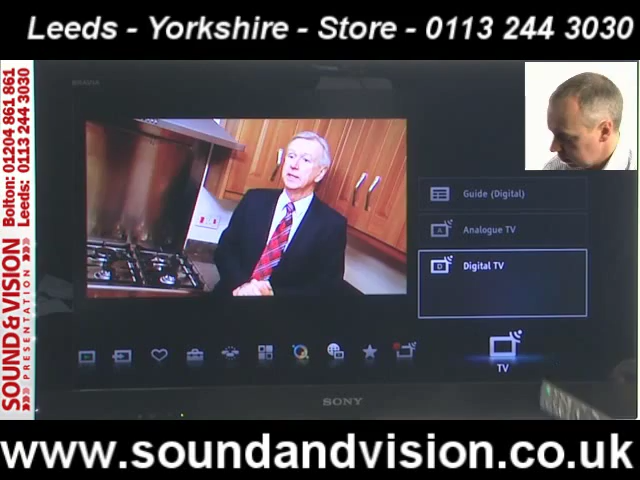 Leeds - Yorkshire - Store - 0113 244 3030
Bolton: 01204 861 861
Leeds: 0113 244 3030
SOUND & VISION
PRESENTATION
BRAVIA
Guide (Digital)
A
Analogue TV
D
Digital TV
TV
SONY
www.soundandvision.co.uk